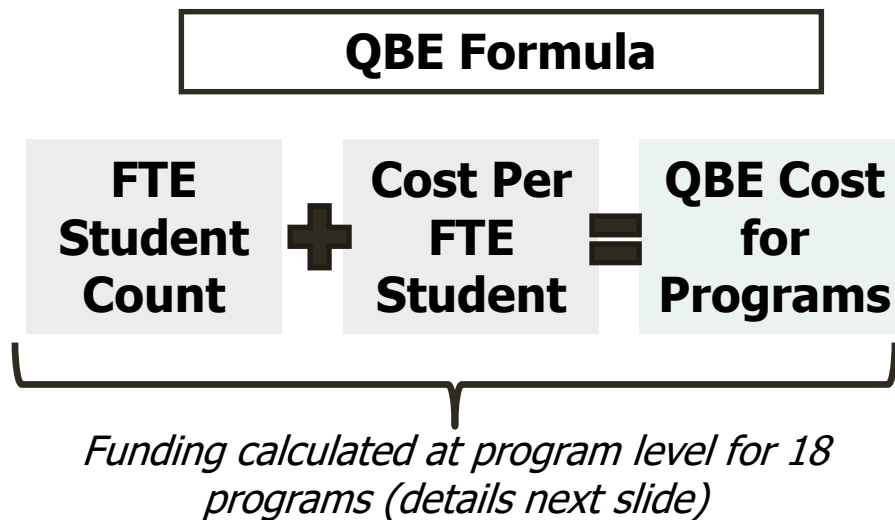 QBE Formula
FTE
Student
Count
+
Cost Per
FTE
Student
=
QBE Cost
for
Programs
Funding calculated at program level for 18
programs (details next slide)